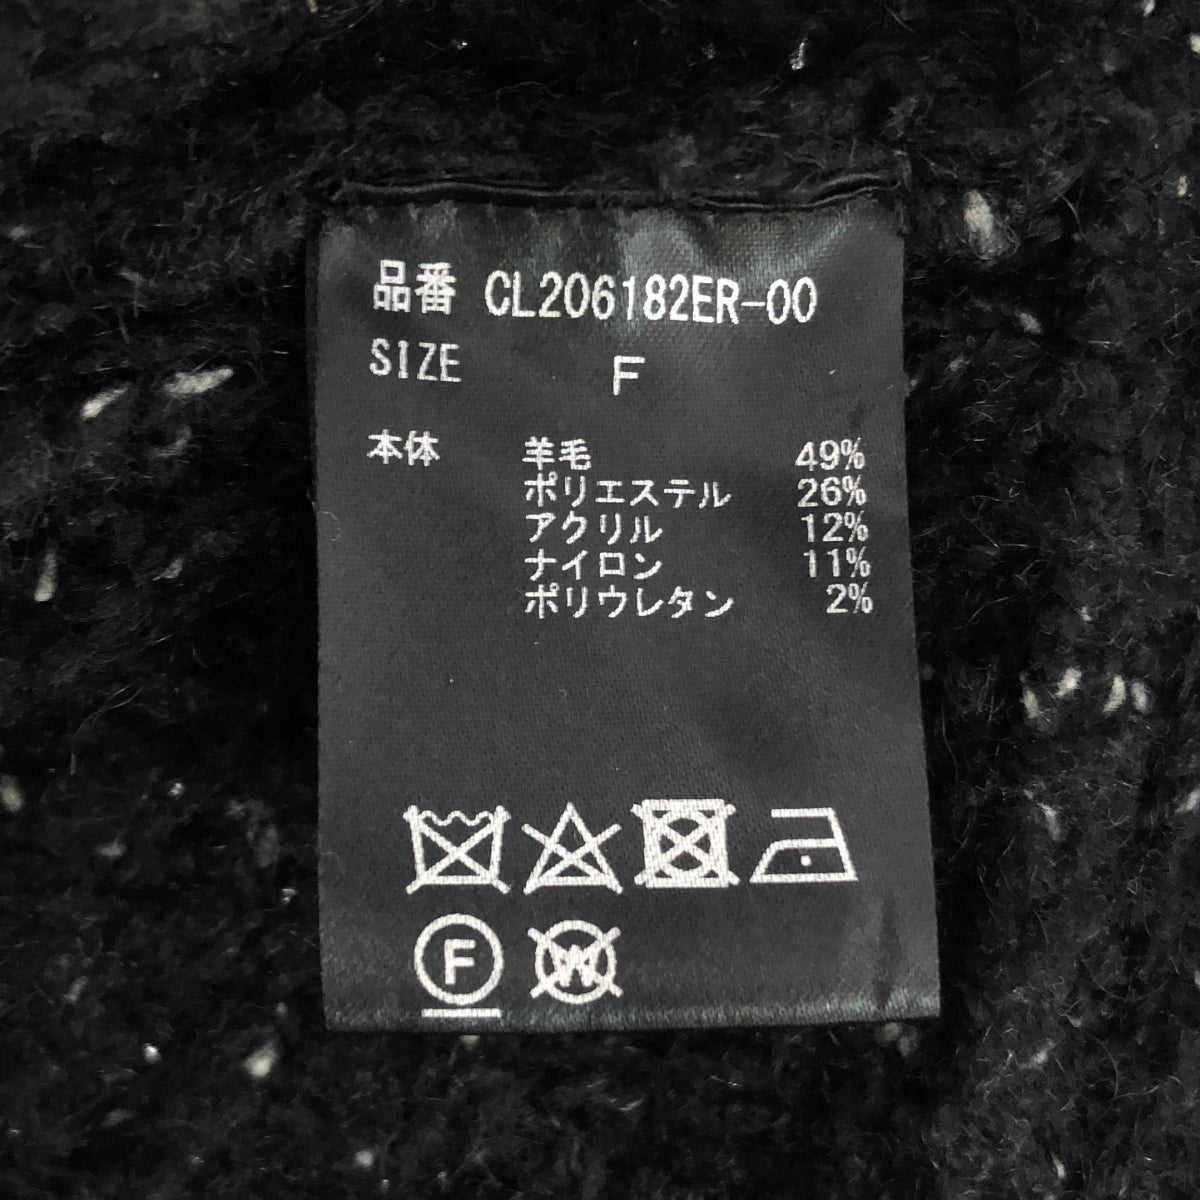 品番 CL206182ER-00
SIZE F
本体 羊毛 49%
ポリエステル 26%
アクリル 12%
ナイロン 11%
ポリウレタン 2%
F W